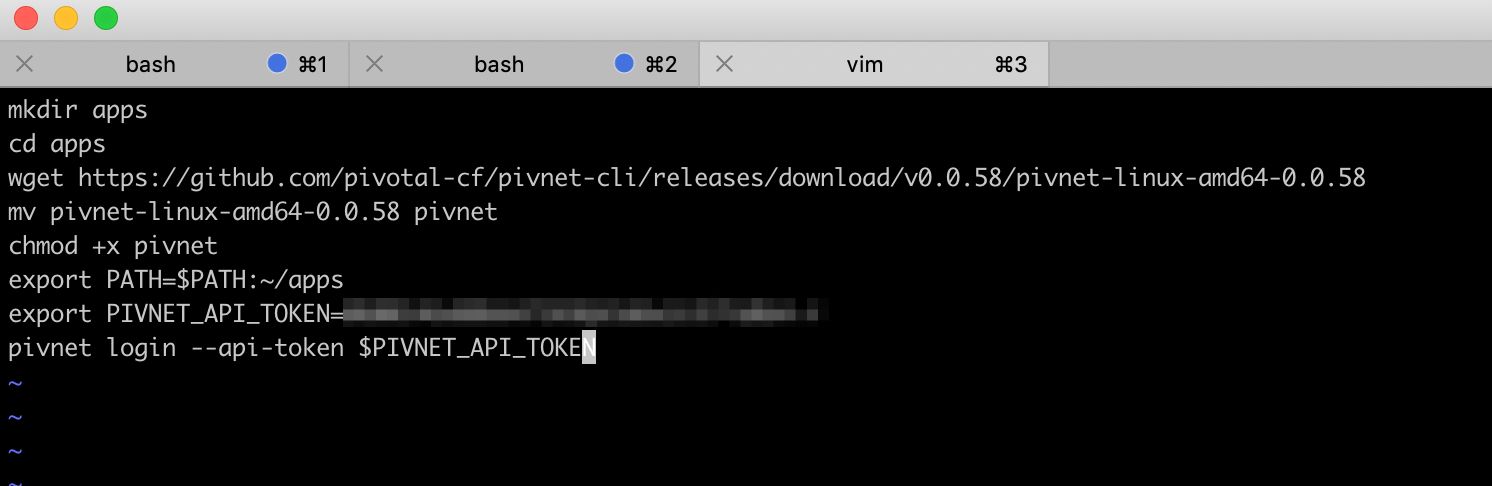 bash ⌘1 bash ⌘2 vim ⌘3
mkdir apps
cd apps
wget https://github.com/pivotal-cf/pivnet-cli/releases/download/v0.0.58/pivnet-linux-amd64-0.0.58
mv pivnet-linux-amd64-0.0.58 pivnet
chmod +x pivnet
export PATH=$PATH:~/apps
export PIVNET_API_TOKEN=
pivnet login --api-token $PIVNET_API_TOKEN
~
~
~
~